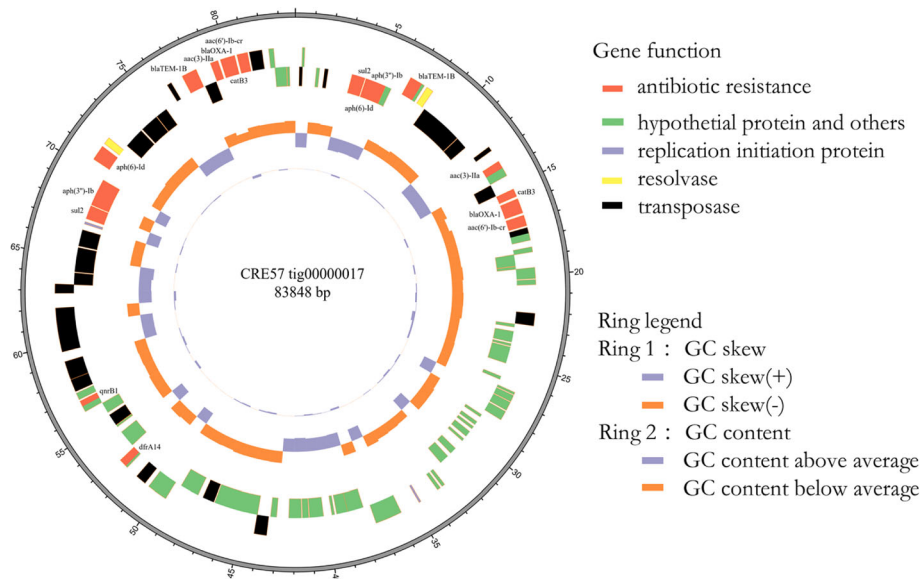 80
5
75
10
70
15
65
20
60
25
55
30
50
35
45
4
aac(6')-Ib-cr
blaOXA-1
aac(3)-IIa
blaTEM-1B
catB3
sul2
aph(3'')-Ib
aph(6)-Id
blaTEM-1B
aac(3)-IIa
catB3
blaOXA-1
aac(6')-Ib-cr
aph(6)-Id
aph(3'')-Ib
sul2
qnrB1
dfrA14
CRE57 tig00000017
83848 bp
Gene function
antibiotic resistance
hypothetial protein and others
replication initiation protein
resolvase
transposase
Ring legend
Ring 1 : GC skew
GC skew(+)
GC skew(-)
Ring 2 : GC content
GC content above average
GC content below average